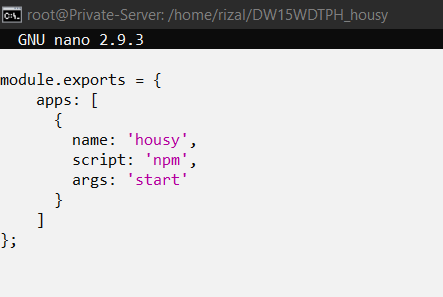 root@Private-Server: /home/rizal/DW15WDTPH_housy
GNU nano 2.9.3
module.exports = {
    apps: [
      {
        name: 'housy',
        script: 'npm',
        args: 'start'
      }
    ]
};